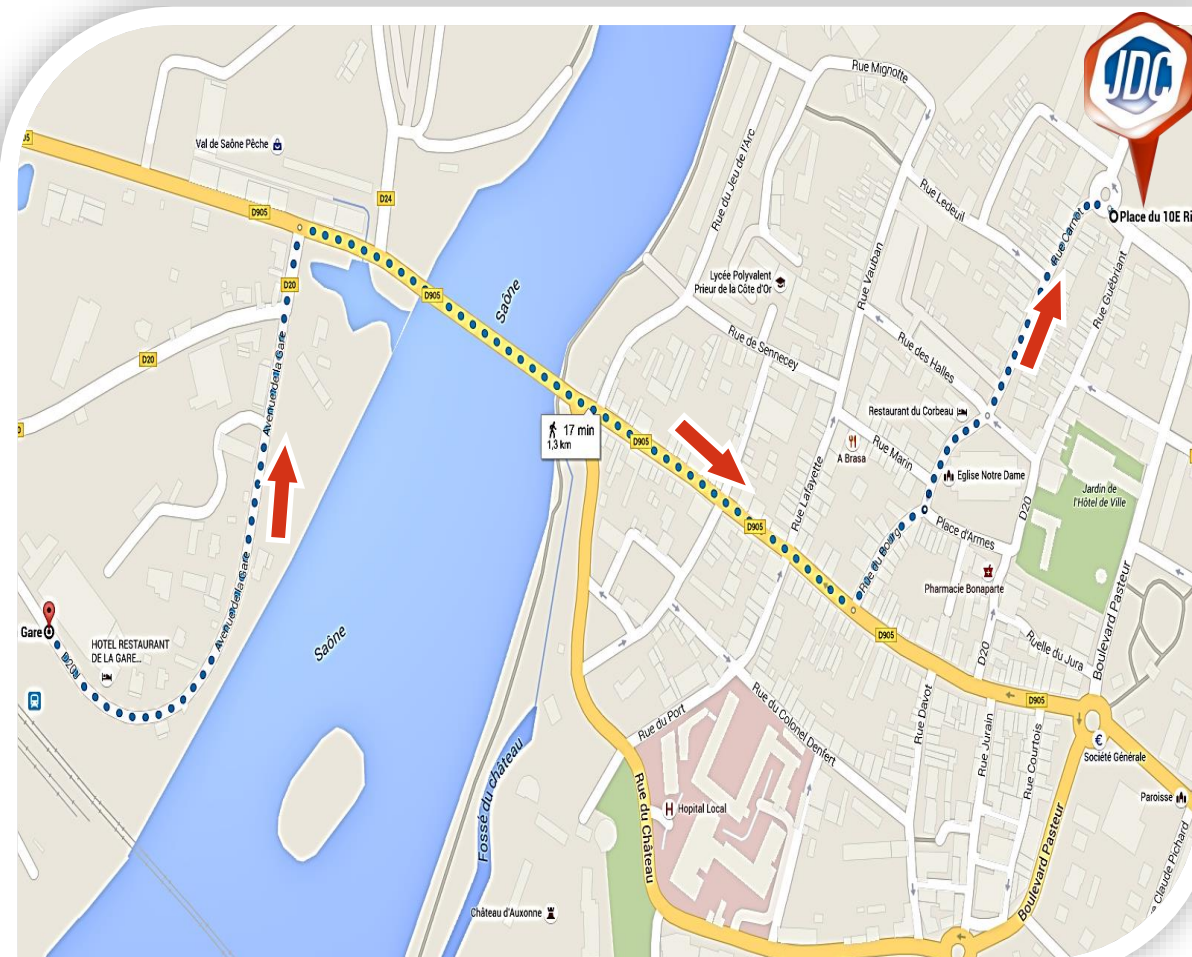 JDC
Rue Mignotte
05
Val de Saône Pêche
D24
D905
Rue du Jeu de l'Arc
Rue Ledeuil
Rue Carnot
Place du 10E Ri
Rue Guébriant
Rue Vauban
Lycée Polyvalent
Prieur de la Côte d'Or
D20
D905
Saône
Rue de Sennecey
Rue des Halles
D20
Avenue de la Gare
Restaurant du Corbeau
17 min
1,3 km
D905
A Brasa
Rue Marin
Eglise Notre Dame
Jardin de
l'Hôtel de Ville
Rue Lafayette
D905
D20
Place d'Armes
Rue du Bourg
Pharmacie Bonaparte
Boulevard Pasteur
Gare
Avenue de la Gare
HOTEL RESTAURANT
DE LA GARE...
D20
Saône
D905
Ruelle du Jura
D20
D905
Rue du Port
Rue du Colonel Denfert
Rue Davot
Rue Jurain
Rue Courtois
€
Société Générale
Fossé du château
Rue du Château
H
Hopital Local
Paroisse
Boulevard Pasteur
Claude Pichard
Château d'Auxonne